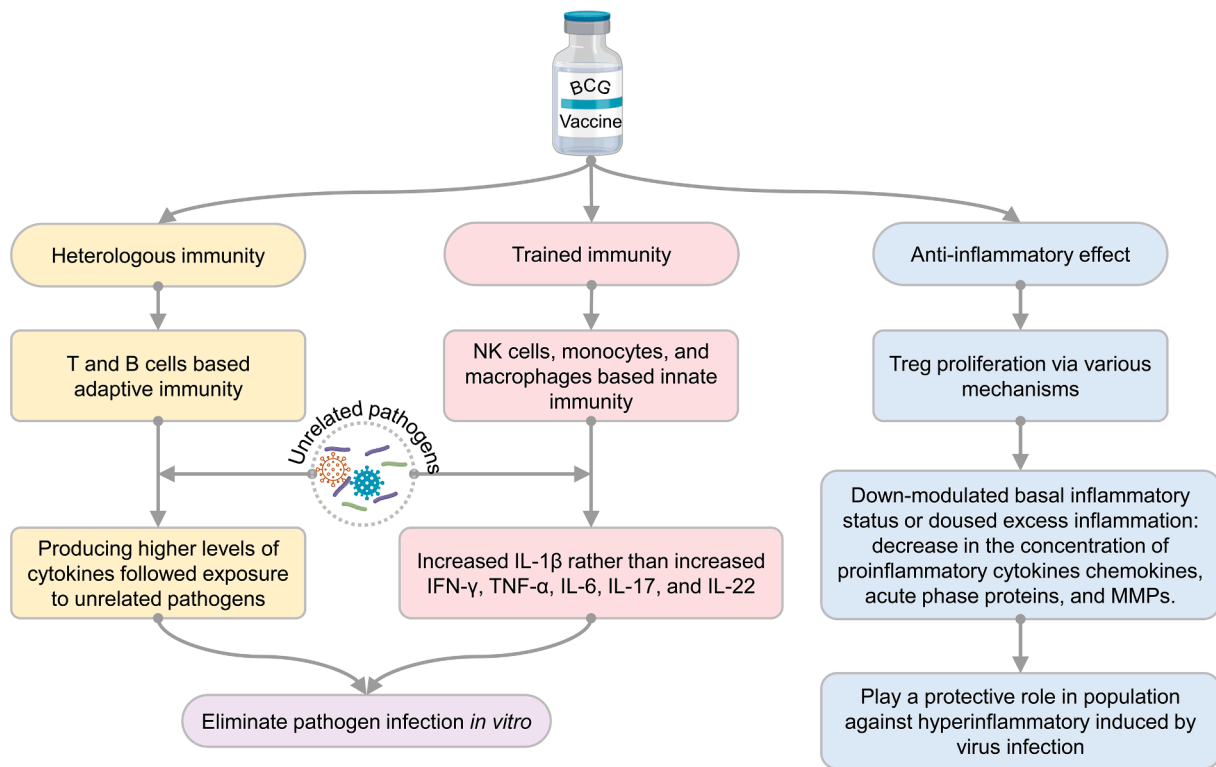 BCG
Vaccine
Heterologous immunity
Trained immunity
Anti-inflammatory effect
T and B cells based
adaptive immunity
NK cells, monocytes, and
macrophages based innate
immunity
Treg proliferation via various
mechanisms
Unrelated pathogens
Producing higher levels of
cytokines followed exposure
to unrelated pathogens
Increased IL-1β rather than increased
IFN-γ, TNF-α, IL-6, IL-17, and IL-22
Down-modulated basal inflammatory
status or doused excess inflammation:
decrease in the concentration of
proinflammatory cytokines chemokines,
acute phase proteins, and MMPs.
Eliminate pathogen infection in vitro
Play a protective role in population
against hyperinflammatory induced by
virus infection